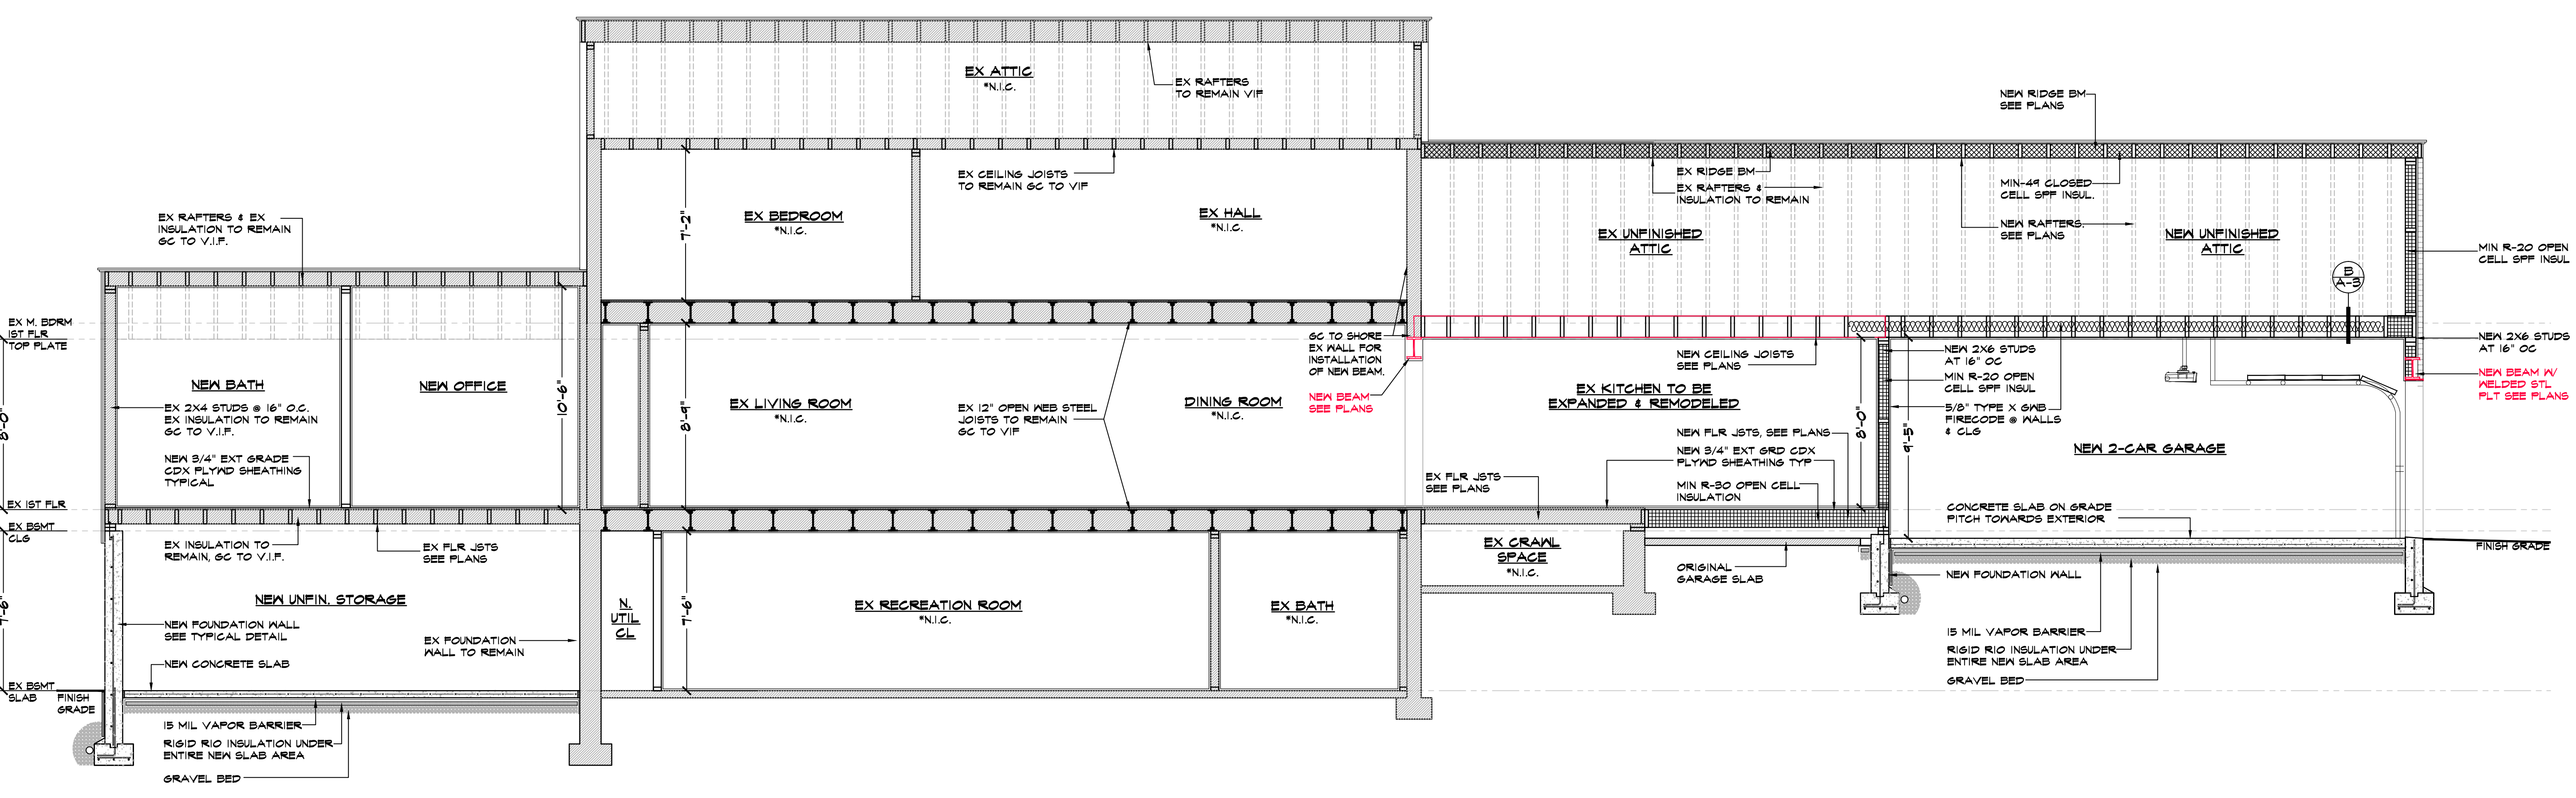 EX ATTIC
*N.I.C.
EX RAFTERS
TO REMAIN VIF
NEW RIDGE BM
SEE PLANS
EX CEILING JOISTS
TO REMAIN GC TO VIF
EX RIDGE BM
EX RAFTERS &
INSULATION TO REMAIN
MIN-49 CLOSED
CELL SPF INSUL.
NEW RAFTERS.
SEE PLANS
EX RAFTERS & EX
INSULATION TO REMAIN
GC TO V.I.F.
7'-2"
EX BEDROOM
*N.I.C.
EX HALL
*N.I.C.
EX UNFINISHED
ATTIC
NEW UNFINISHED
ATTIC
MIN R-20 OPEN
CELL SPF INSUL
B
A-3
EX M. BDRM
1ST FLR
TOP PLATE
GC TO SHORE
EX WALL FOR
INSTALLATION
OF NEW BEAM.
NEW BEAM
SEE PLANS
NEW CEILING JOISTS
SEE PLANS
NEW 2X6 STUDS
AT 16" OC
MIN R-20 OPEN
CELL SPF INSUL
5/8" TYPE X GWB
FIRECODE @ WALLS
& CLG
NEW 2X6 STUDS
AT 16" OC
NEW BEAM W/
WELDED STL
PLT SEE PLANS
NEW BATH
NEW OFFICE
10'-6"
8'-0"
EX 2X4 STUDS @ 16" O.C.
EX INSULATION TO REMAIN
GC TO V.I.F.
NEW 3/4" EXT GRADE
CDX PLYWD SHEATHING
TYPICAL
8'-9"
EX LIVING ROOM
*N.I.C.
EX 12" OPEN WEB STEEL
JOISTS TO REMAIN
GC TO VIF
DINING ROOM
*N.I.C.
EX KITCHEN TO BE
EXPANDED & REMODELED
8'-0"
9'-5"
NEW 2-CAR GARAGE
NEW FLR JSTS, SEE PLANS
NEW 3/4" EXT GRD CDX
PLYWD SHEATHING TYP
MIN R-30 OPEN CELL
INSULATION
EX FLR JSTS
SEE PLANS
CONCRETE SLAB ON GRADE
PITCH TOWARDS EXTERIOR
EX 1ST FLR
EX BSMT
CLG
EX INSULATION TO
REMAIN, GC TO V.I.F.
EX FLR JSTS
SEE PLANS
EX CRAWL
SPACE
*N.I.C.
ORIGINAL
GARAGE SLAB
NEW FOUNDATION WALL
FINISH GRADE
7'-6"
NEW UNFIN. STORAGE
NEW FOUNDATION WALL
SEE TYPICAL DETAIL
EX FOUNDATION
WALL TO REMAIN
NEW CONCRETE SLAB
N.
UTIL
CL
7'-6"
EX RECREATION ROOM
*N.I.C.
EX BATH
*N.I.C.
15 MIL VAPOR BARRIER
RIGID R10 INSULATION UNDER
ENTIRE NEW SLAB AREA
GRAVEL BED
EX BSMT
SLAB
FINISH
GRADE
15 MIL VAPOR BARRIER
RIGID R10 INSULATION UNDER
ENTIRE NEW SLAB AREA
GRAVEL BED